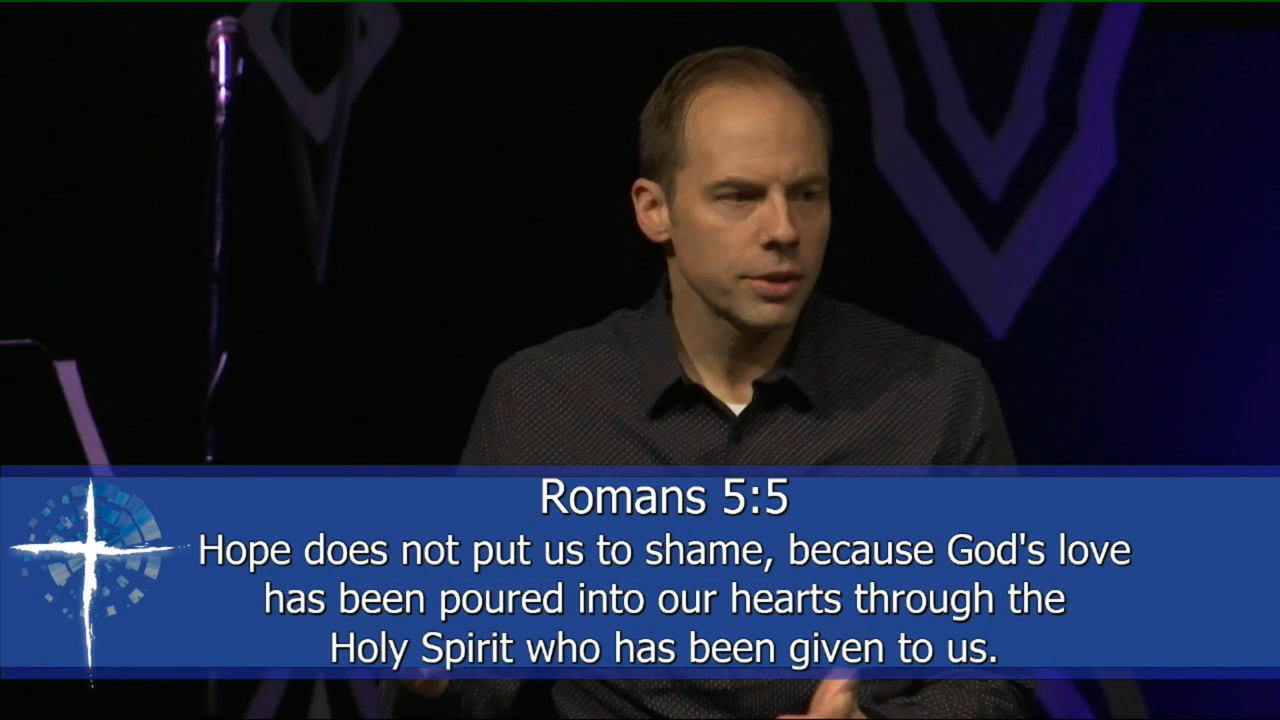 Romans 5:5
Hope does not put us to shame, because God's love
has been poured into our hearts through the
Holy Spirit who has been given to us.